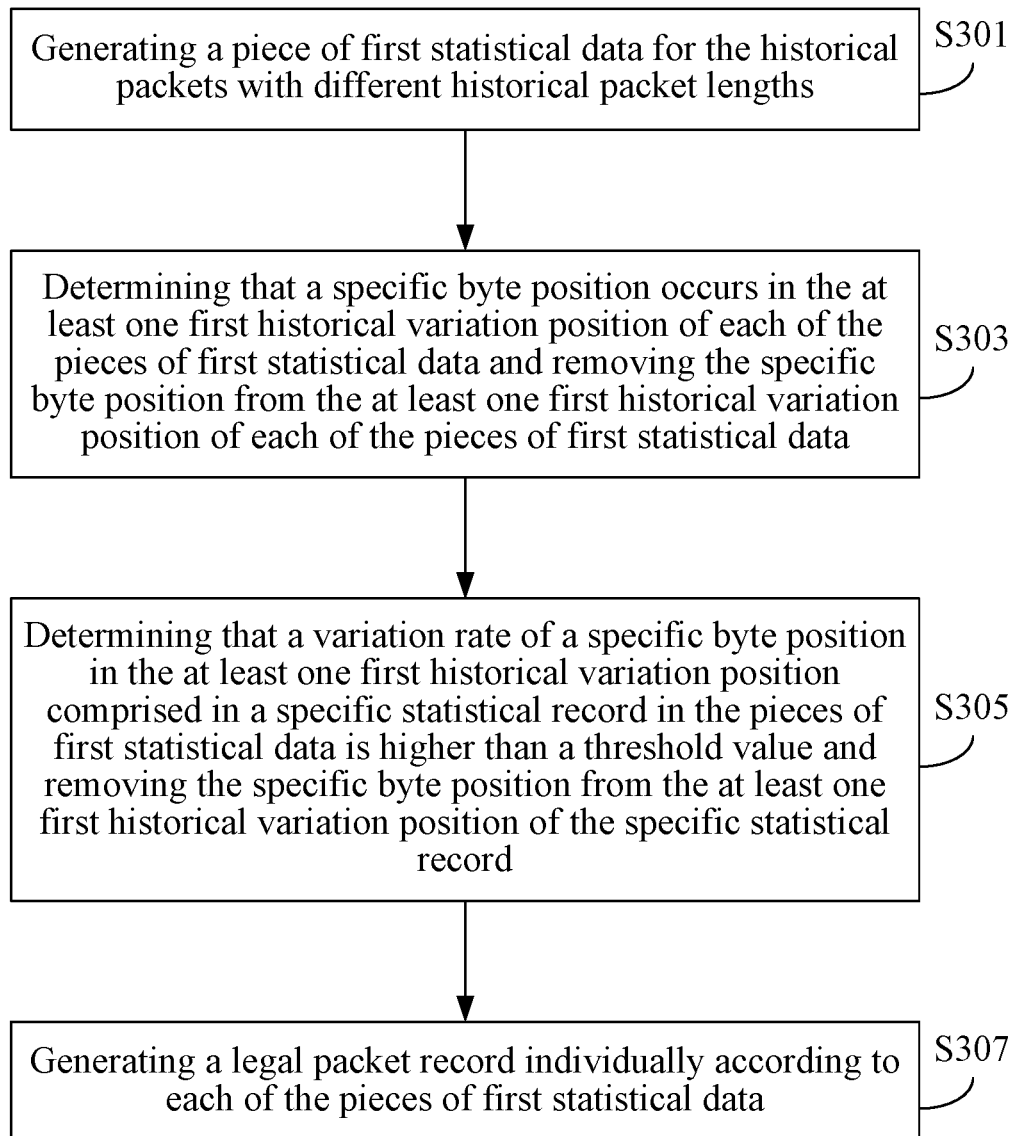 Generating a piece of first statistical data for the historical
packets with different historical packet lengths
S301
Determining that a specific byte position occurs in the at
least one first historical variation position of each of the
pieces of first statistical data and removing the specific
byte position from the at least one first historical variation
position of each of the pieces of first statistical data
S303
Determining that a variation rate of a specific byte position
in the at least one first historical variation position
comprised in a specific statistical record in the pieces of
first statistical data is higher than a threshold value and
removing the specific byte position from the at least one
first historical variation position of the specific statistical
record
S305
Generating a legal packet record individually according to
each of the pieces of first statistical data
S307